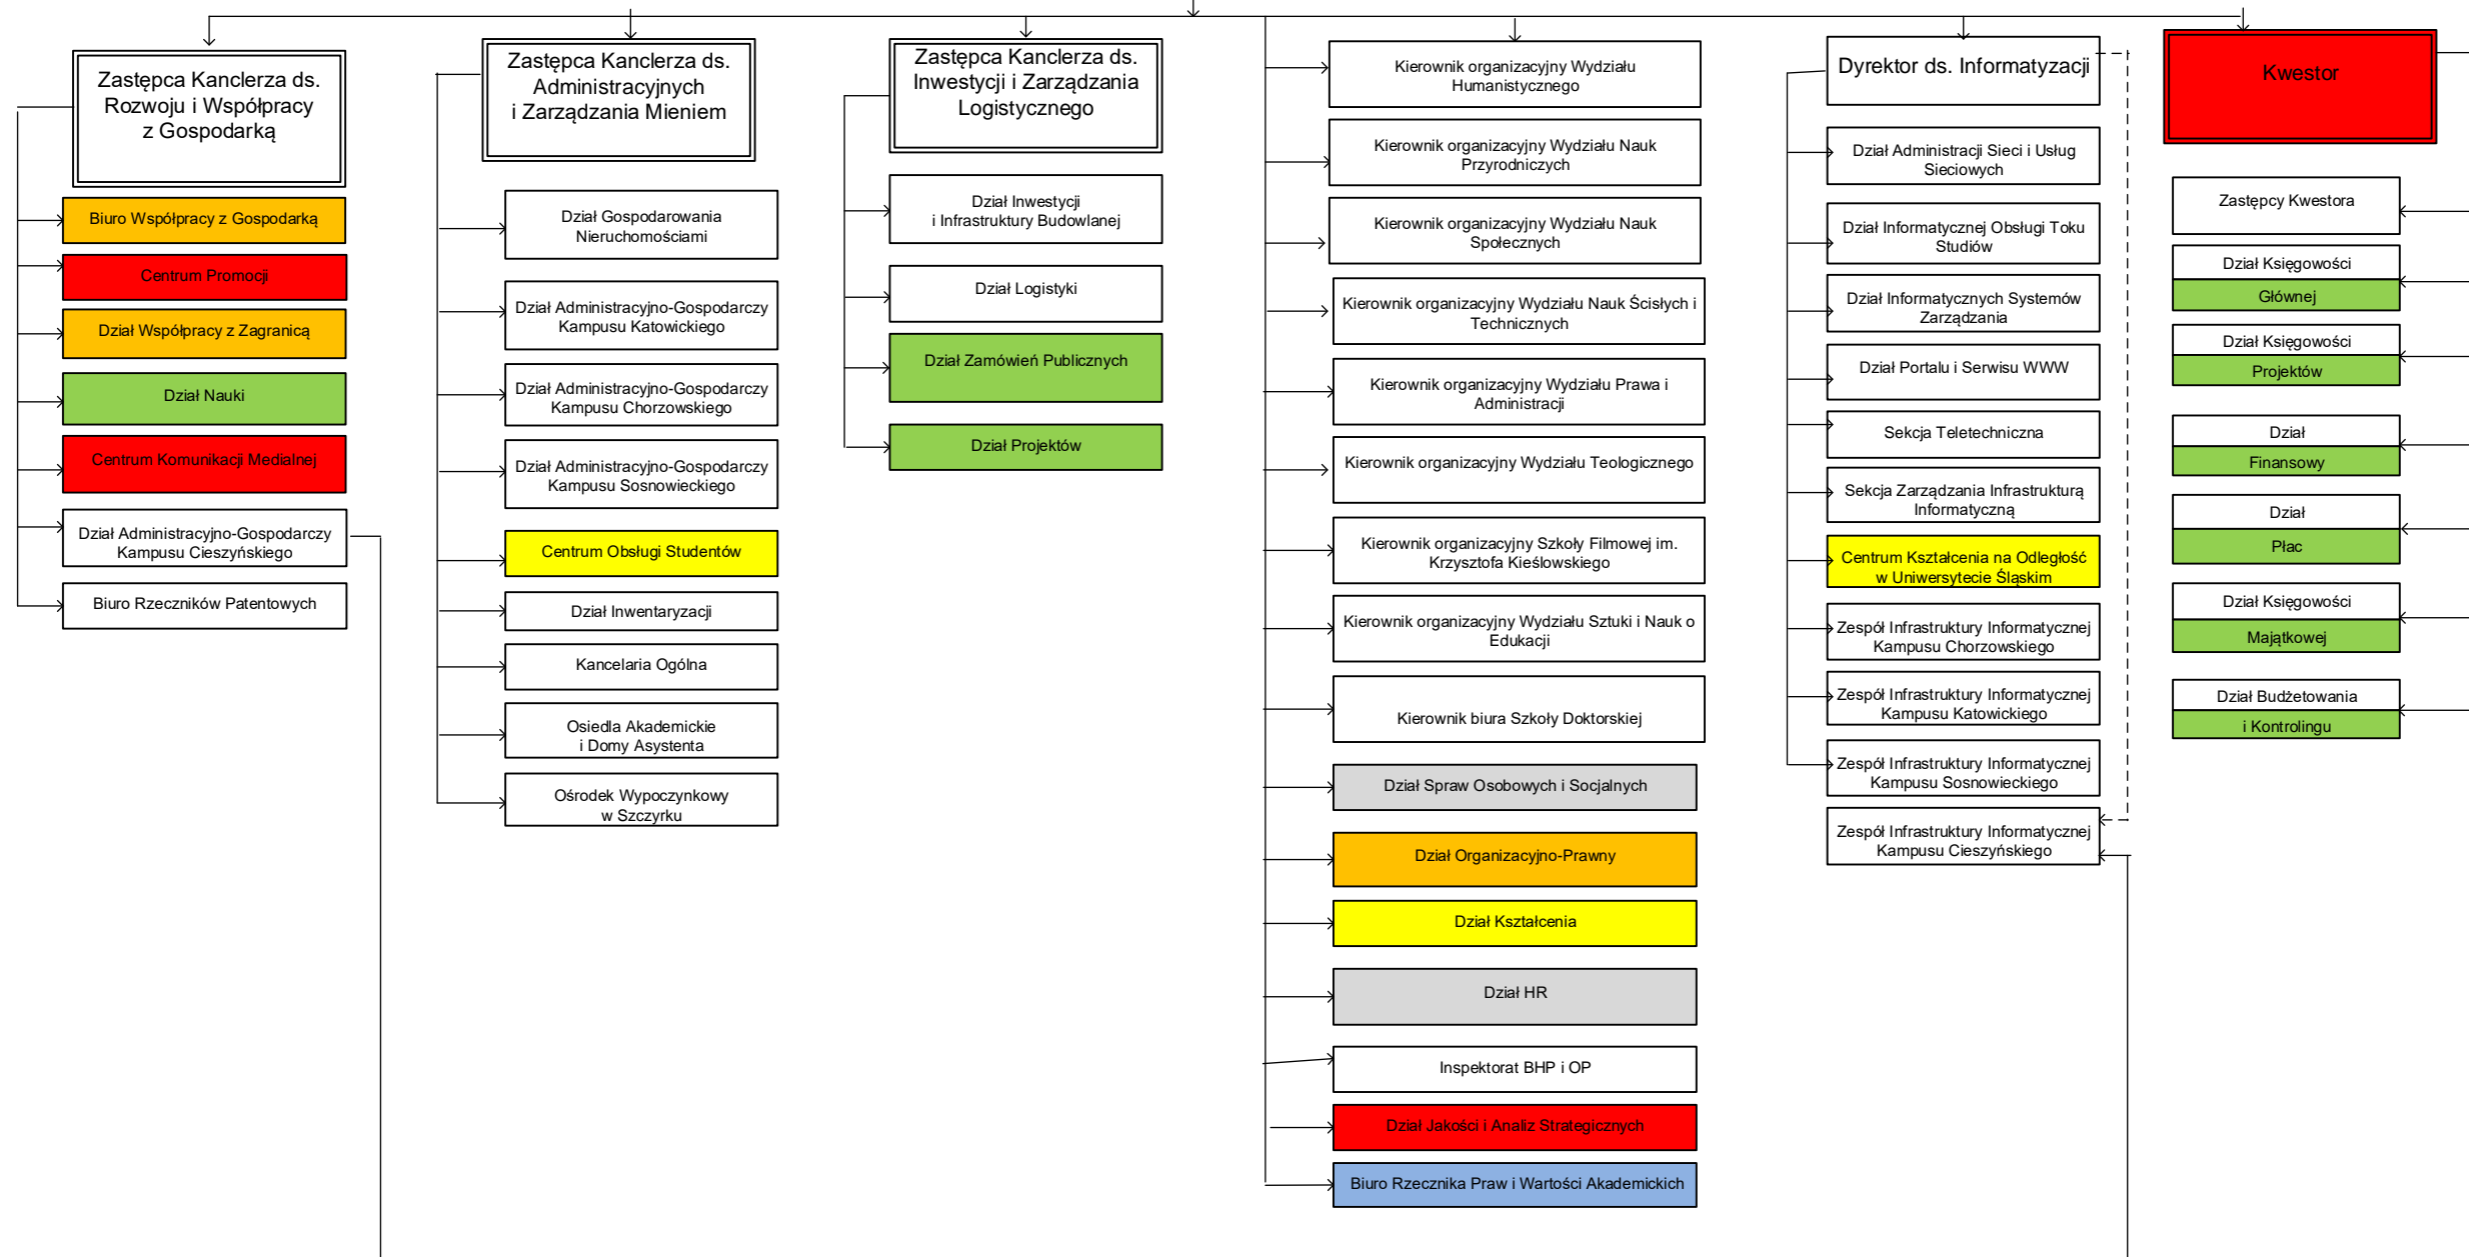 Zastępca Kanclerza ds.
Rozwoju i Współpracy
z Gospodarką
Biuro Współpracy z Gospodarką
Centrum Promocji
Dział Współpracy z Zagranicą
Dział Nauki
Centrum Komunikacji Medialnej
Dział Administracyjno-Gospodarczy
Kampusu Cieszyńskiego
Biuro Rzeczników Patentowych
Zastępca Kanclerza ds.
Administracyjnych
i Zarządzania Mieniem
Dział Gospodarowania
Nieruchomościami
Dział Administracyjno-Gospodarczy
Kampusu Katowickiego
Dział Administracyjno-Gospodarczy
Kampusu Chorzowskiego
Dział Administracyjno-Gospodarczy
Kampusu Sosnowieckiego
Centrum Obsługi Studentów
Dział Inwentaryzacji
Kancelaria Ogólna
Osiedla Akademickie
i Domy Asystenta
Ośrodek Wypoczynkowy
w Szczyrku
Zastępca Kanclerza ds.
Inwestycji i Zarządzania
Logistycznego
Dział Inwestycji
i Infrastruktury Budowlanej
Dział Logistyki
Dział Zamówień Publicznych
Dział Projektów
Kierownik organizacyjny Wydziału
Humanistycznego
Kierownik organizacyjny Wydziału Nauk
Przyrodniczych
Kierownik organizacyjny Wydziału Nauk
Społecznych
Kierownik organizacyjny Wydziału Nauk Ścisłych i
Technicznych
Kierownik organizacyjny Wydziału Prawa i
Administracji
Kierownik organizacyjny Wydziału Teologicznego
Kierownik organizacyjny Szkoły Filmowej im.
Krzysztofa Kieślowskiego
Kierownik organizacyjny Wydziału Sztuki i Nauk o
Edukacji
Kierownik biura Szkoły Doktorskiej
Dział Spraw Osobowych i Socjalnych
Dział Organizacyjno-Prawny
Dział Kształcenia
Dział HR
Inspektorat BHP i OP
Dział Jakości i Analiz Strategicznych
Biuro Rzecznika Praw i Wartości Akademickich
Dyrektor ds. Informatyzacji
Dział Administracji Sieci i Usług
Sieciowych
Dział Informatycznej Obsługi Toku
Studiów
Dział Informatycznych Systemów
Zarządzania
Dział Portalu i Serwisu WWW
Sekcja Teletechniczna
Sekcja Zarządzania Infrastrukturą
Informatyczną
Centrum Kształcenia na Odległość
w Uniwersytecie Śląskim
Zespół Infrastruktury Informatycznej
Kampusu Chorzowskiego
Zespół Infrastruktury Informatycznej
Kampusu Katowickiego
Zespół Infrastruktury Informatycznej
Kampusu Sosnowieckiego
Zespół Infrastruktury Informatycznej
Kampusu Cieszyńskiego
Kwestor
Zastępcy Kwestora
Dział Księgowości
Głównej
Dział Księgowości
Projektów
Dział
Finansowy
Dział
Płac
Dział Księgowości
Majątkowej
Dział Budżetowania
i Kontrolingu